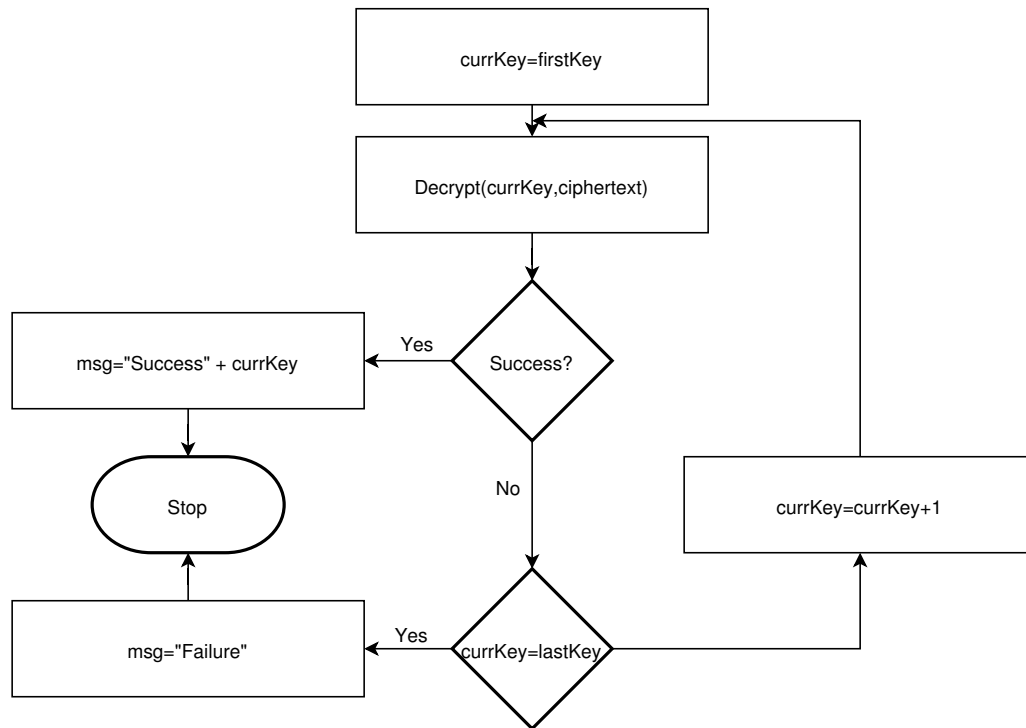 currKey=firstKey
Decrypt(currKey,ciphertext)
Yes
msg="Success" + currKey
Success?
No
Stop
currKey=currKey+1
Yes
msg="Failure"
currKey=lastKey